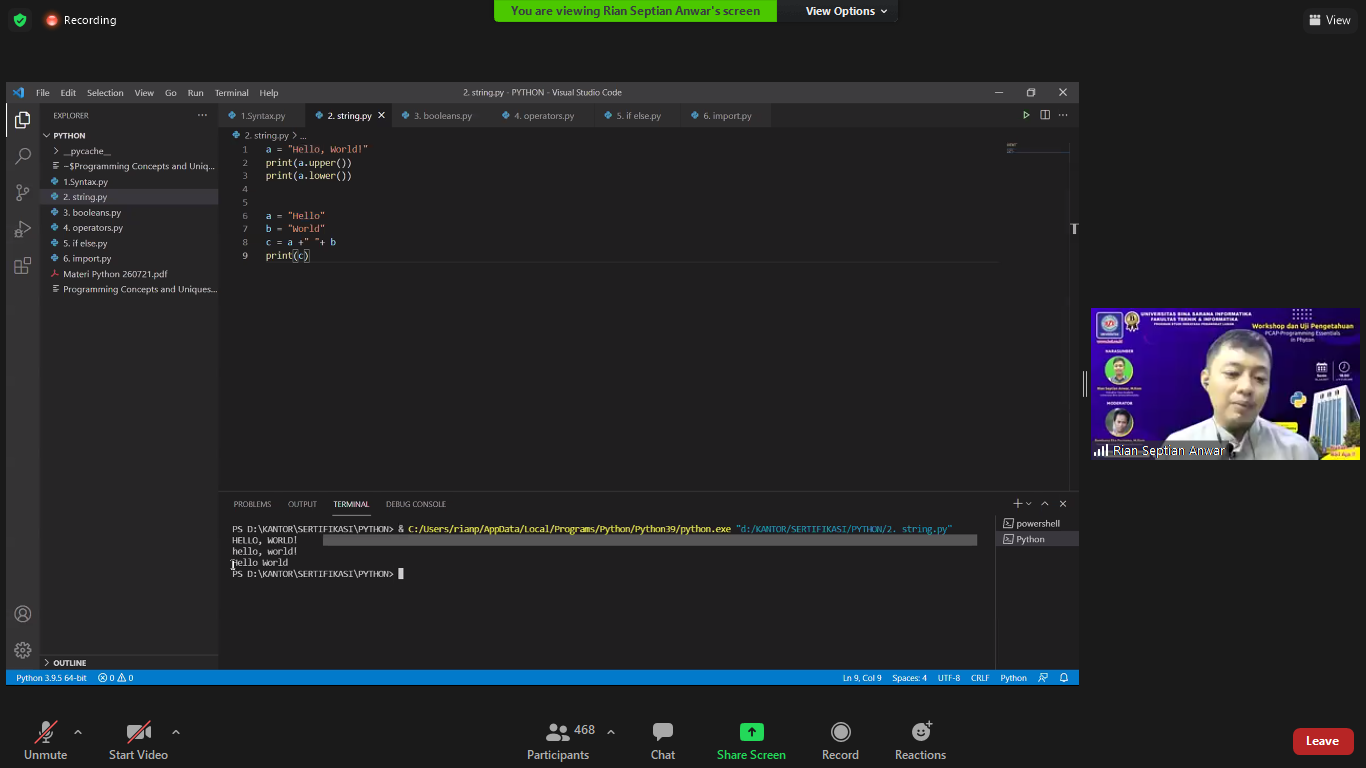 Recording
You are viewing Rian Septian Anwar's screen
View Options
View
File Edit Selection View Go Run Terminal Help
2. string.py - PYTHON - Visual Studio Code
EXPLORER
PYTHON
__pycache__
~$Programming Concepts and Uniq...
1.Syntax.py
2. string.py
3. booleans.py
4. operators.py
5. if else.py
6. import.py
Materi Python 260721.pdf
Programming Concepts and Uniques...
OUTLINE
1.Syntax.py 2. string.py 3. booleans.py 4. operators.py 5. if else.py 6. import.py
2. string.py > ...
1 a = "Hello, World!"
2 print(a.upper())
3 print(a.lower())
4
5
6 a = "Hello"
7 b = "World"
8 c = a +" "+ b
9 print(c)
PROBLEMS OUTPUT TERMINAL DEBUG CONSOLE
PS D:\KANTOR\SERTIFIKASI\PYTHON> & C:/Users/rianp/AppData/Local/Programs/Python/Python39/python.exe "d:/KANTOR/SERTIFIKASI/PYTHON/2. string.py"
HELLO, WORLD!
hello, world!
Hello World
PS D:\KANTOR\SERTIFIKASI\PYTHON>
powershell
Python
Python 3.9.5 64-bit 0 0
Ln 9, Col 9 Spaces: 4 UTF-8 CRLF Python
UNIVERSITAS BINA SARANA INFORMATIKA
FAKULTAS TEKNIK & INFORMATIKA
Workshop dan Uji Pengetahuan
PCAP-Programming Essentials
in Phyton
NARASUMBER
MODERATOR
Rian Septian Anwar
Unmute
Start Video
468
Participants
Chat
Share Screen
Record
Reactions
Leave